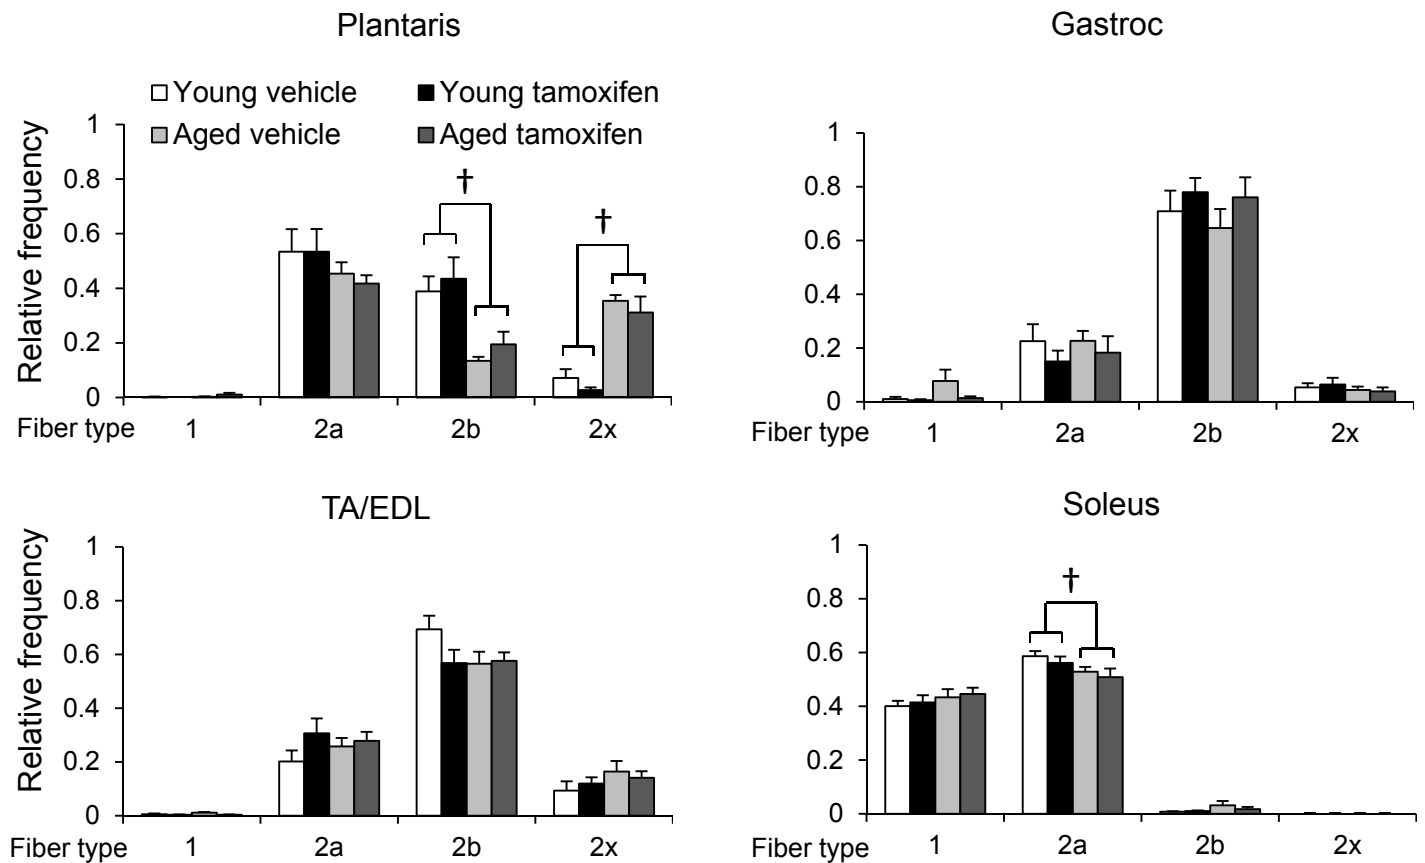 Plantaris
Gastroc
Young vehicle
Young tamoxifen
Aged vehicle
Aged tamoxifen
Relative frequency
1
0.8
0.6
0.4
0.2
0
†
†
Fiber type 1 2a 2b 2x
1
0.8
0.6
0.4
0.2
0
Fiber type 1 2a 2b 2x
TA/EDL
Soleus
Relative frequency
1
0.8
0.6
0.4
0.2
0
Fiber type 1 2a 2b 2x
1
0.8
0.6
0.4
0.2
0
†
Fiber type 1 2a 2b 2x